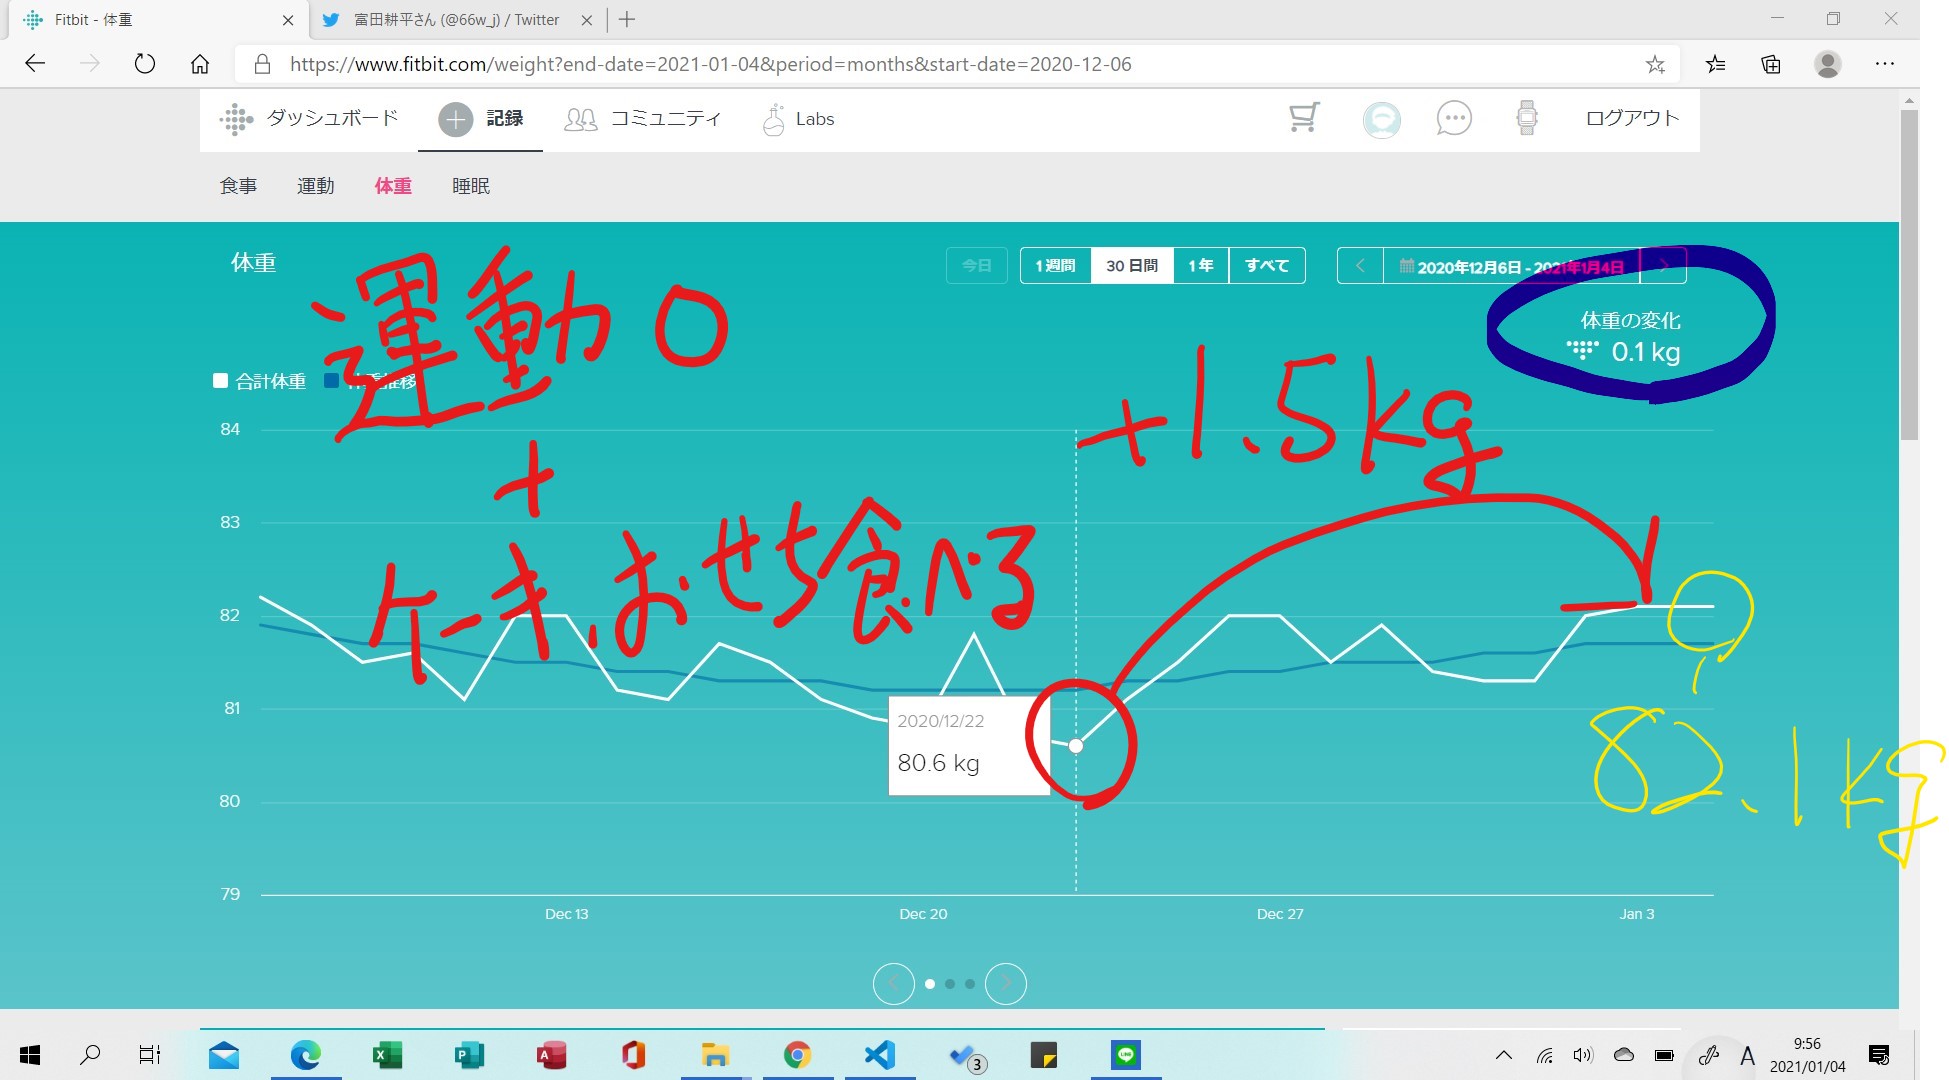 Fitbit - 体重
富田耕平さん (@66w_j) / Twitter
https://www.fitbit.com/weight?end-date=2021-01-04&period=months&start-date=2020-12-06
ダッシュボード 記録 コミュニティ Labs ログアウト
食事 運動 体重 睡眠
体重
今日 1週間 30日間 1年 すべて 2020年12月6日 - 2021年1月4日
体重の変化
0.1 kg
運動0
+
ケーキ、おせち食べる
+1.5kg
合計体重 体重推移
84
83
82
81
80
79
2020/12/22
80.6 kg
82.1kg
Dec 13 Dec 20 Dec 27 Jan 3
3
A
9:56
2021/01/04